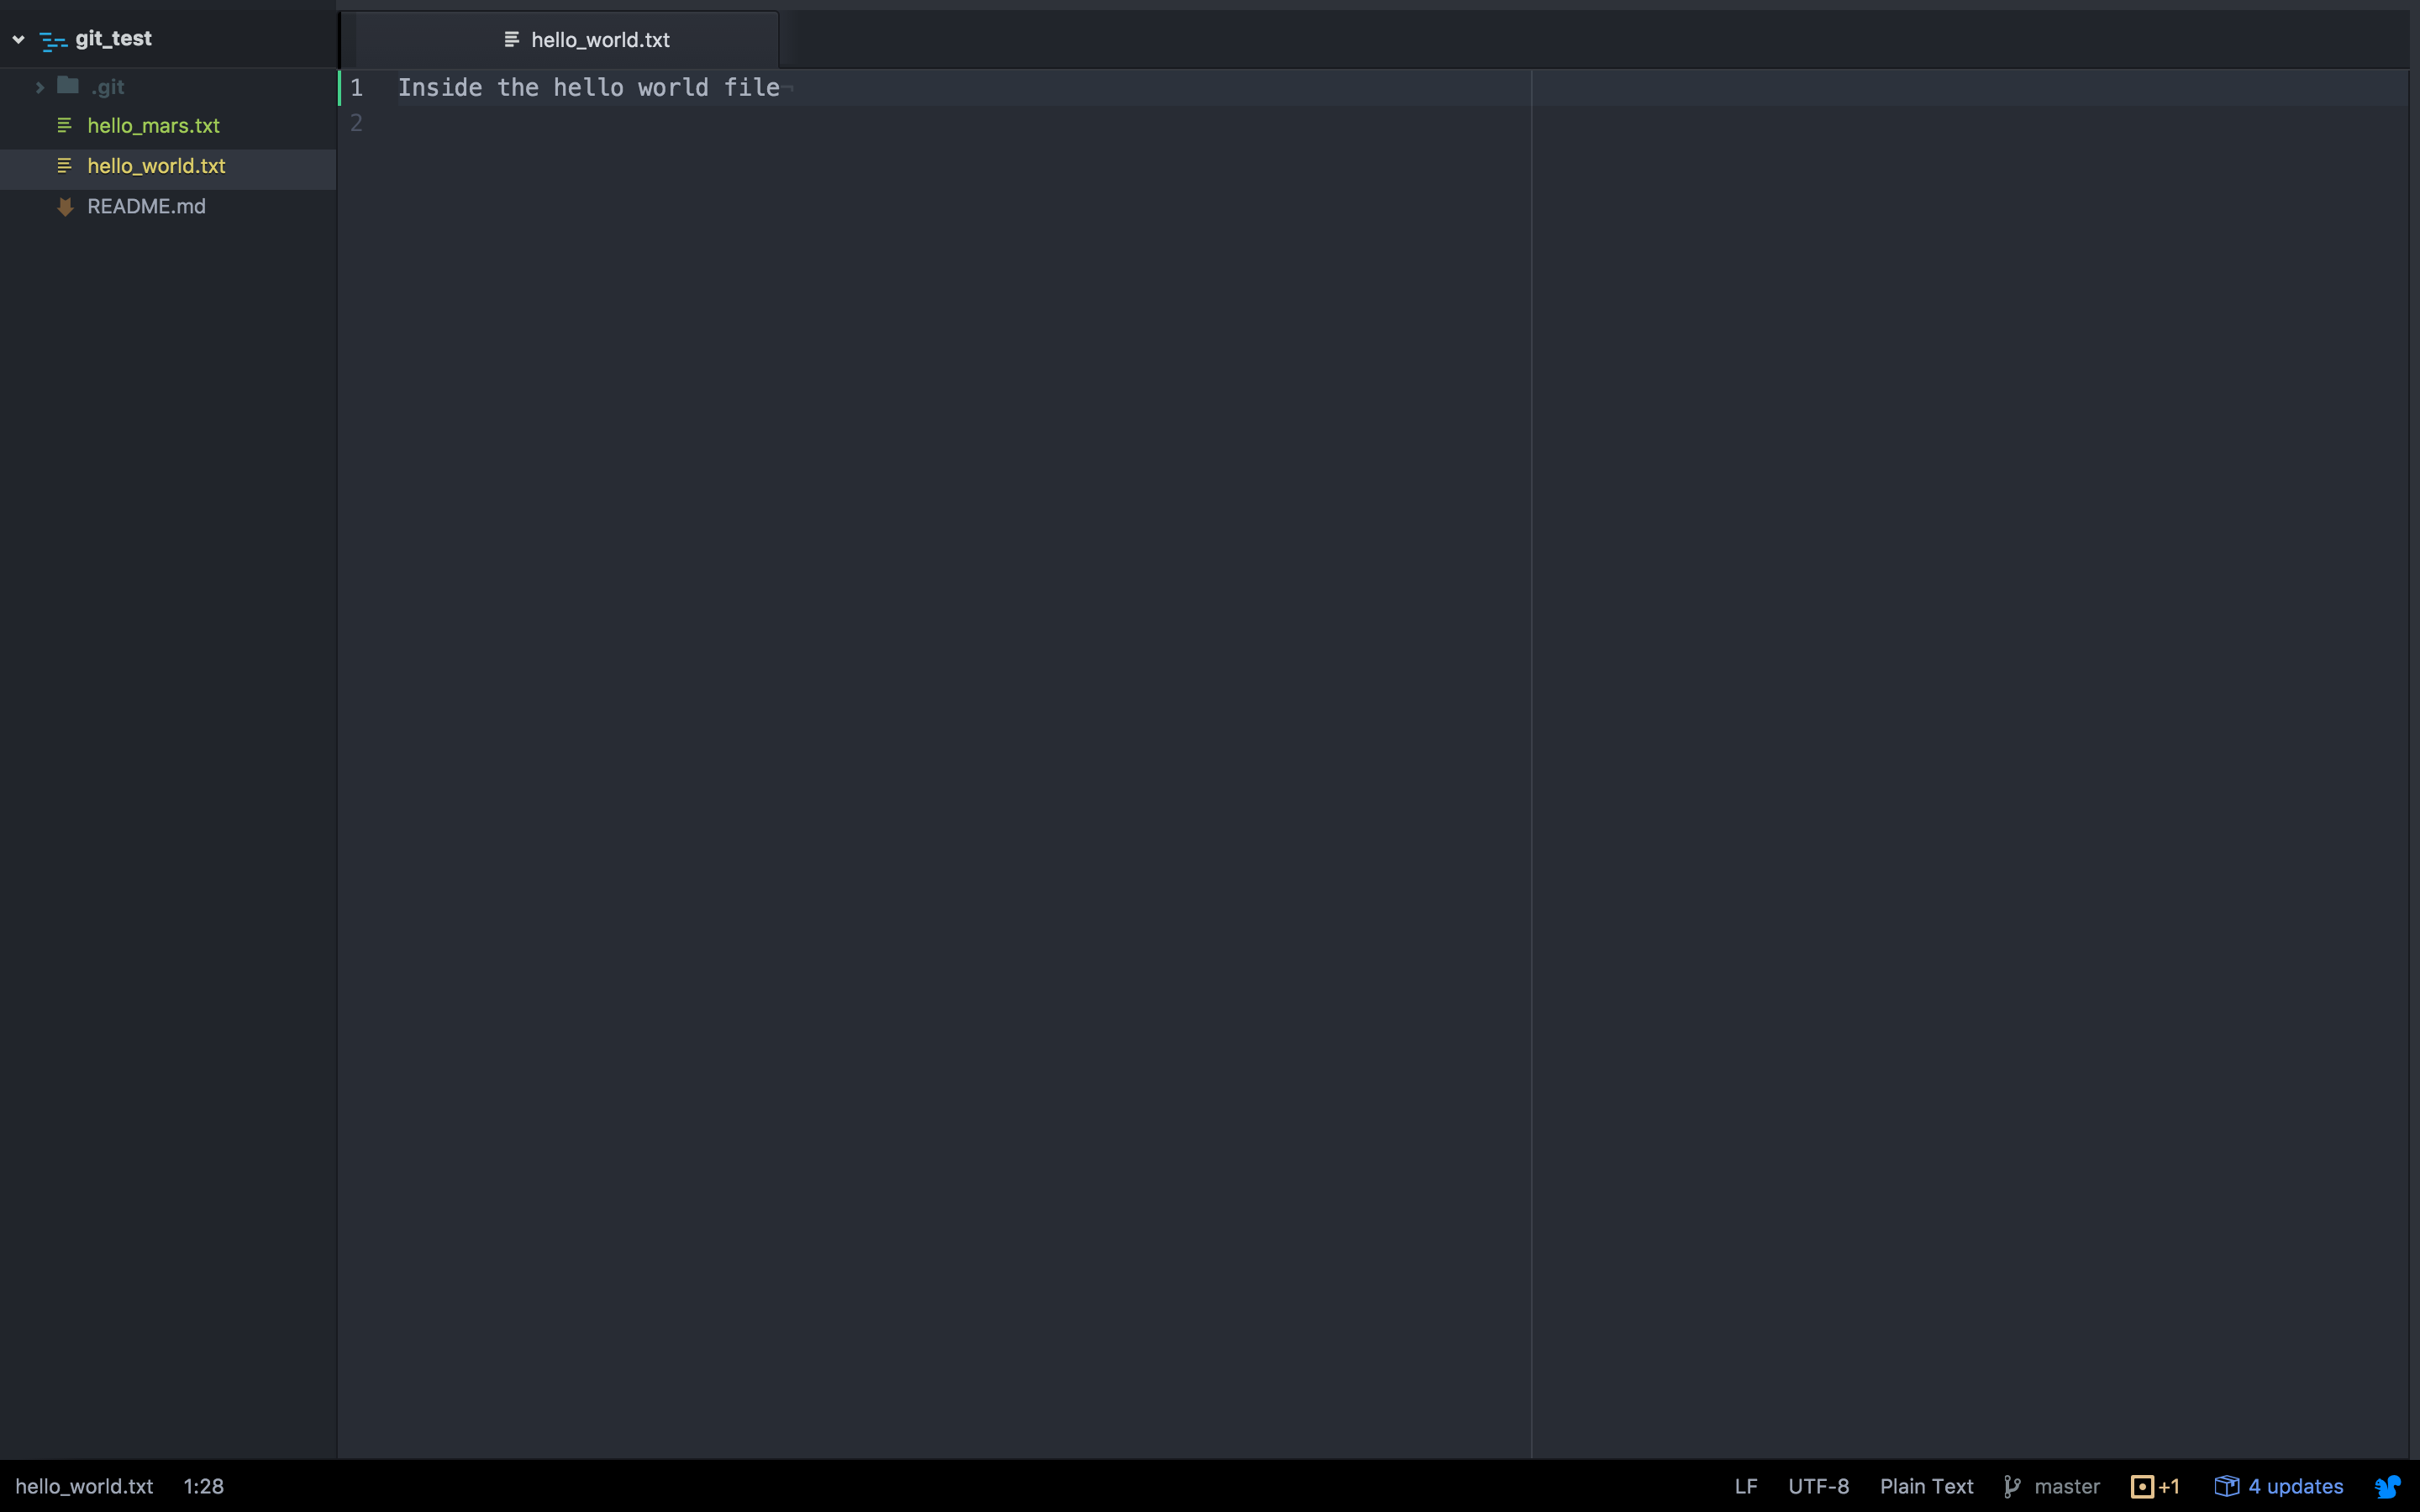 git_test
.git
hello_mars.txt
hello_world.txt
README.md
hello_world.txt
1 Inside the hello world file¬
2
hello_world.txt 1:28 LF UTF-8 Plain Text master +1 4 updates